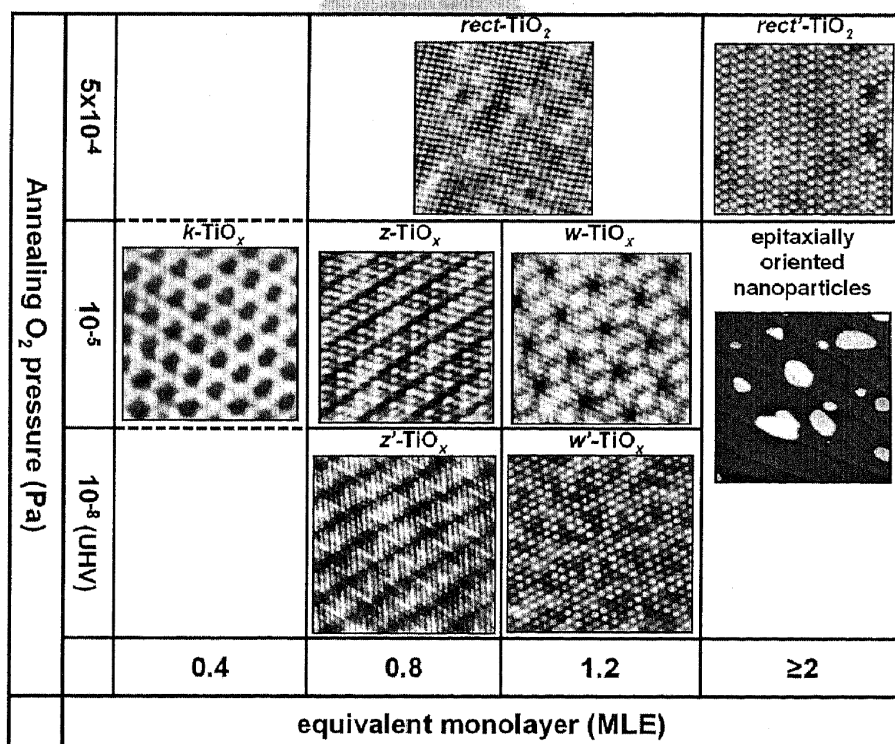 rect-TiO₂
rect'-TiO₂
5x10⁻⁴
k-TiOₓ
z-TiOₓ
w-TiOₓ
epitaxially
oriented
nanoparticles
10⁻⁵
z'-TiOₓ
w'-TiOₓ
10⁻⁸ (UHV)
Annealing O₂ pressure (Pa)
0.4
0.8
1.2
≥2
equivalent monolayer (MLE)